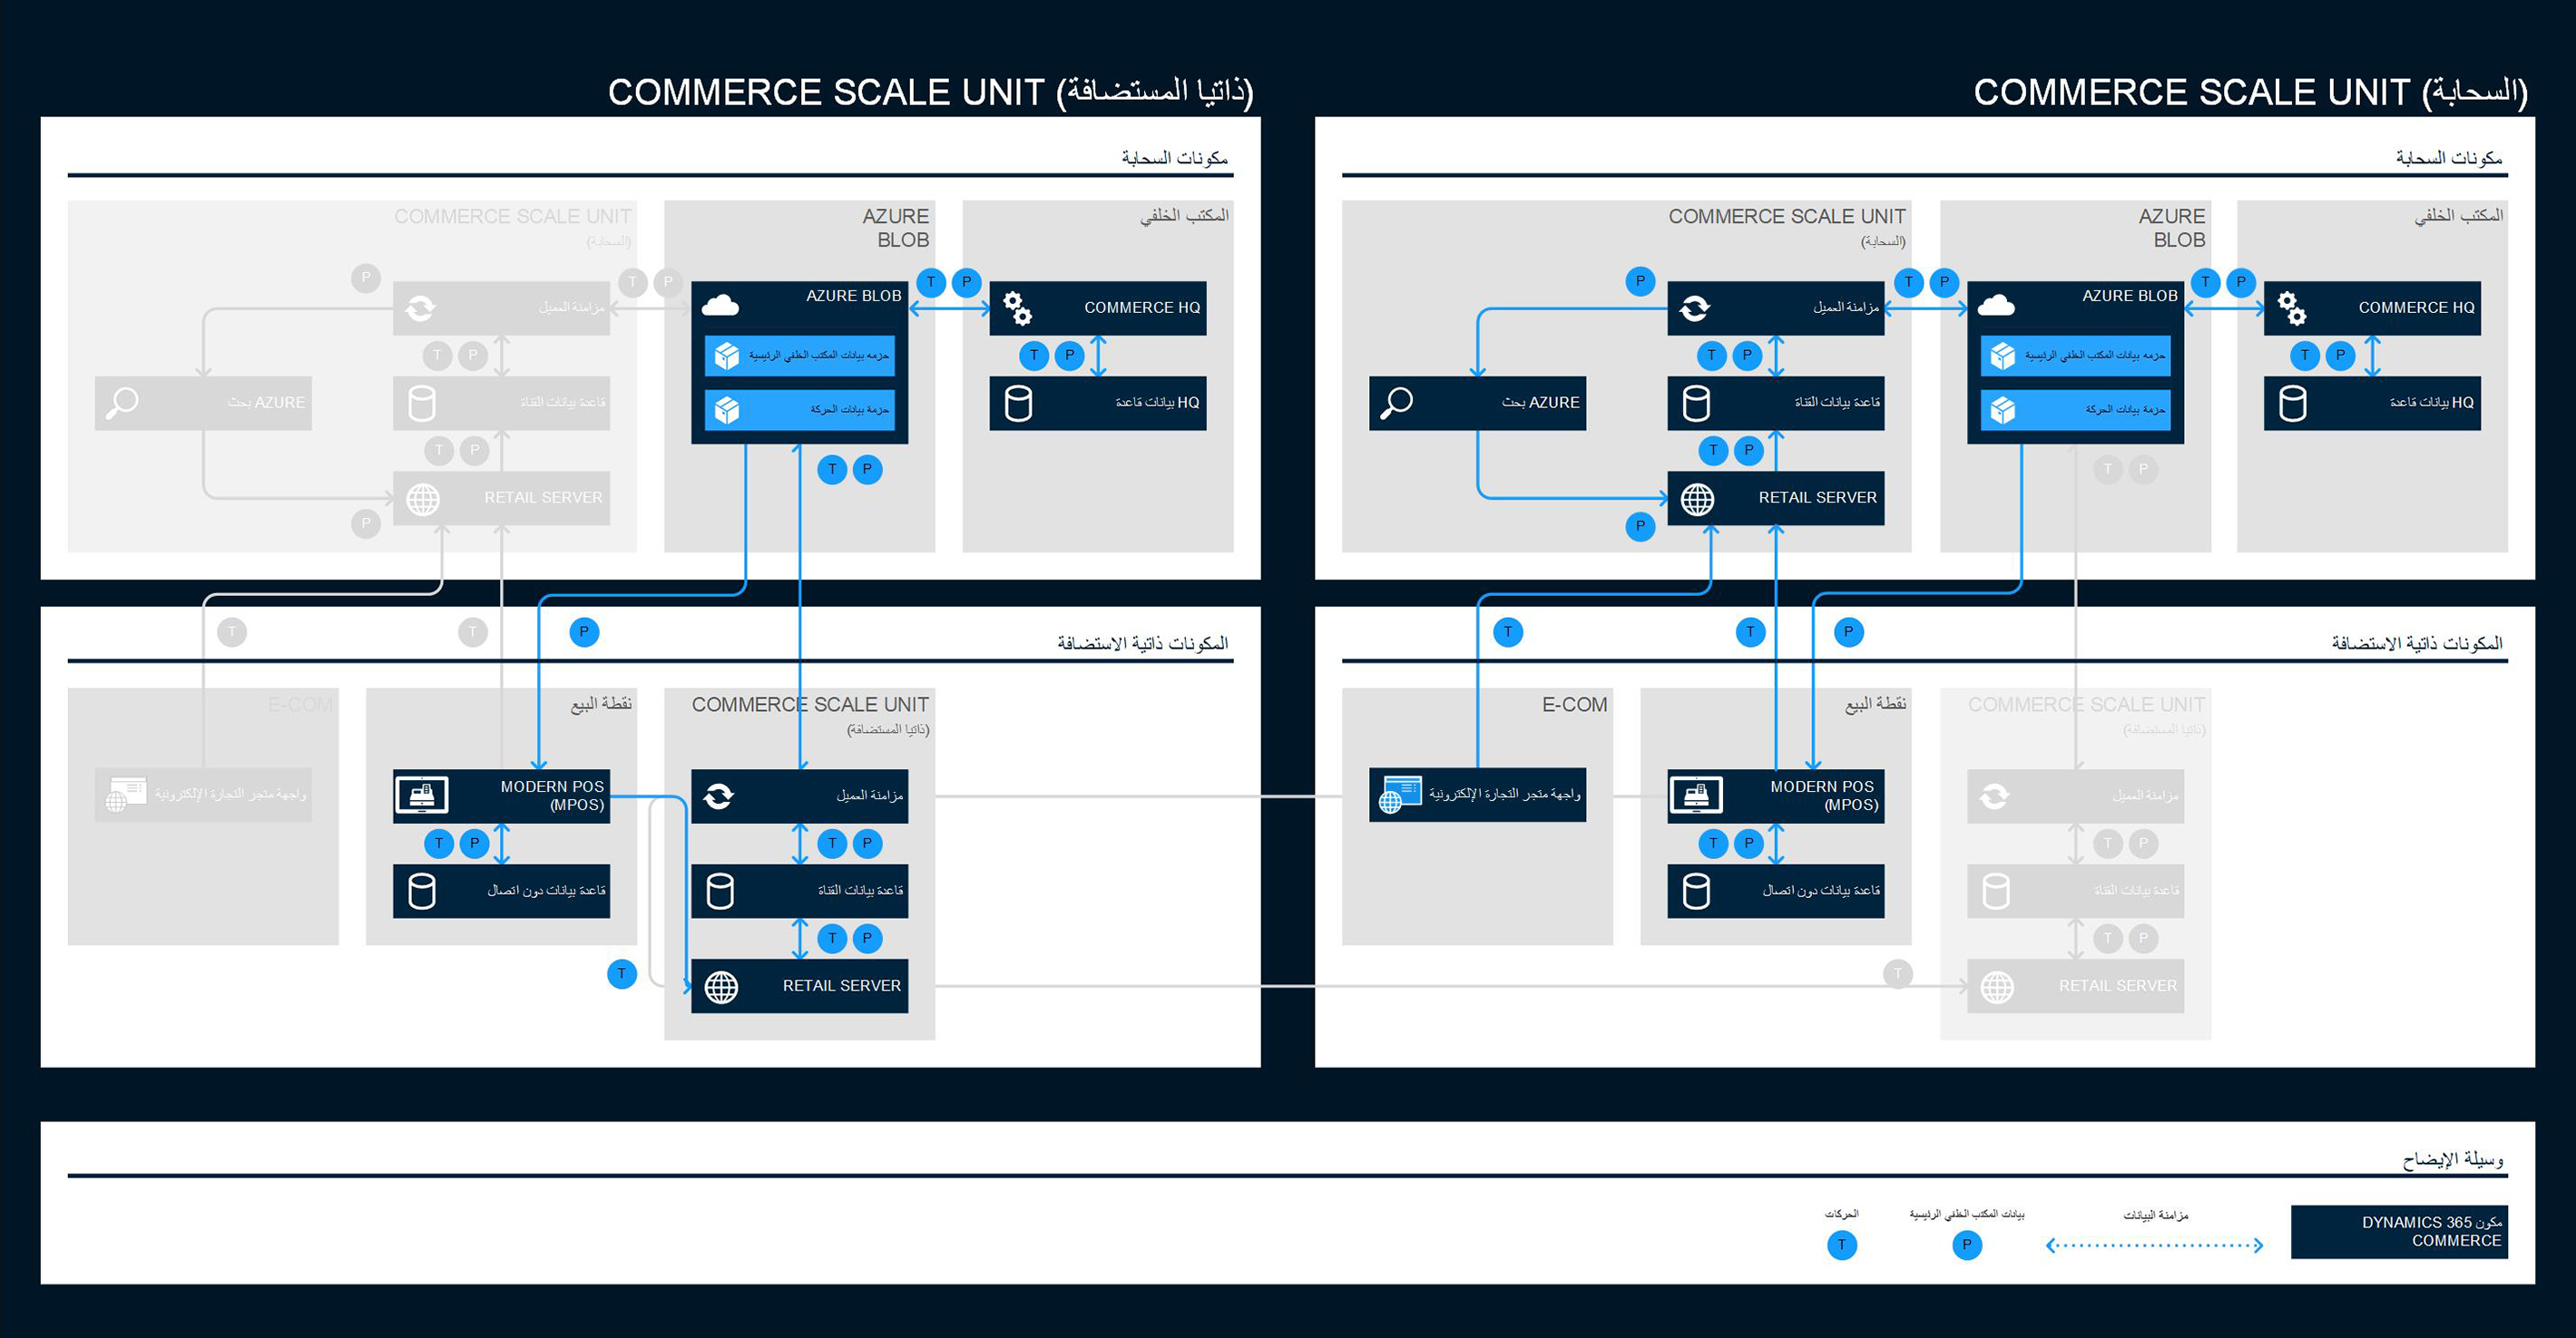 COMMERCE SCALE UNIT (السحابة)
مكونات السحابة
المكتب الخلفي
COMMERCE HQ
T
P
HQ بيانات قاعدة
T
P
AZURE
BLOB
AZURE BLOB
حزمه بيانات المكتب الخلفي الرئيسية
حزمة بيانات الحركة
T
P
T
P
COMMERCE SCALE UNIT
(السحابة)
مزامنة العميل
T
P
قاعدة بيانات القناة
T
P
RETAIL SERVER
P
AZURE بحث
P
المكونات ذاتية الاستضافة
T
T
P
COMMERCE SCALE UNIT
(ذاتيا المستضافة)
مزامنة العميل
T
P
قاعدة بيانات القناة
T
P
RETAIL SERVER
T
نقطة البيع
MODERN POS
(MPOS)
T
P
قاعدة بيانات دون اتصال
E-COM
واجهة متجر التجارة الإلكترونية
COMMERCE SCALE UNIT (ذاتيا المستضافة)
مكونات السحابة
المكتب الخلفي
COMMERCE HQ
T
P
HQ بيانات قاعدة
T
P
AZURE
BLOB
AZURE BLOB
حزمه بيانات المكتب الخلفي الرئيسية
حزمة بيانات الحركة
T
P
T
P
COMMERCE SCALE UNIT
(السحابة)
مزامنة العميل
T
P
قاعدة بيانات القناة
T
P
RETAIL SERVER
P
AZURE بحث
P
المكونات ذاتية الاستضافة
T
T
P
COMMERCE SCALE UNIT
(ذاتيا المستضافة)
مزامنة العميل
T
P
قاعدة بيانات القناة
T
P
RETAIL SERVER
T
نقطة البيع
MODERN POS
(MPOS)
T
P
قاعدة بيانات دون اتصال
E-COM
واجهة متجر التجارة الإلكترونية
وسيلة الإيضاح
مكون DYNAMICS 365
COMMERCE
مزامنة البيانات
بيانات المكتب الخلفي الرئيسية
P
الحركات
T